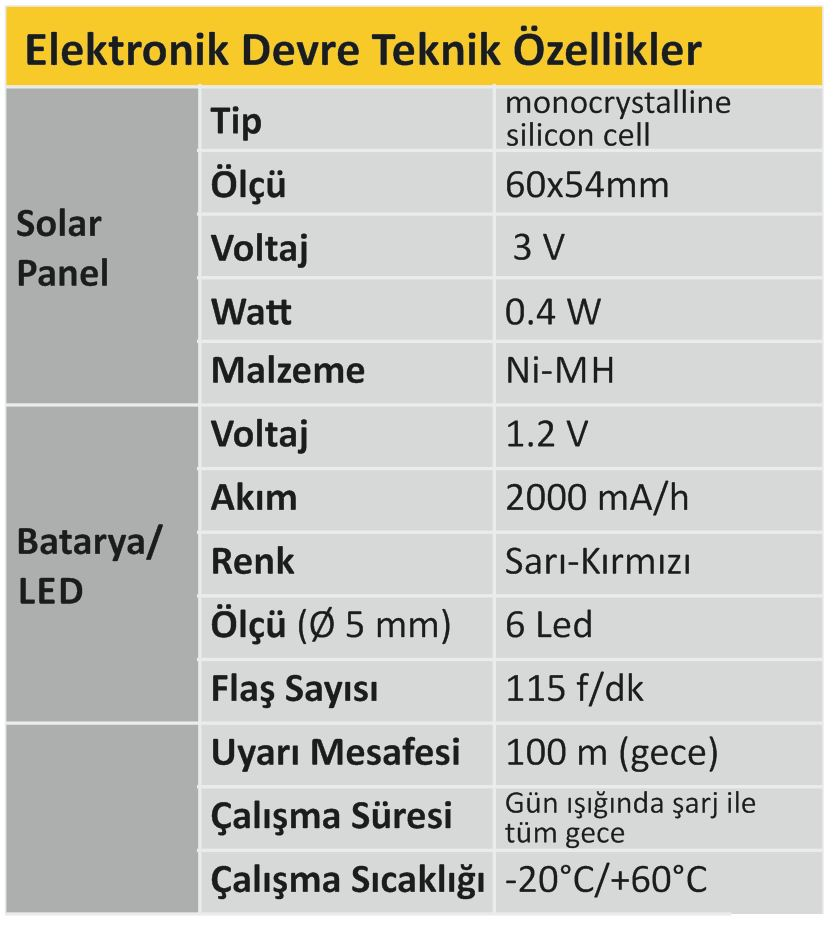 Elektronik Devre Teknik Özellikler
Solar
Panel
Tip
monocrystalline
silicon cell
Ölçü
60x54mm
Voltaj
3 V
Watt
0.4 W
Malzeme
Ni-MH
Batarya/
LED
Voltaj
1.2 V
Akım
2000 mA/h
Renk
Sarı-Kırmızı
Ölçü (Ø 5 mm)
6 Led
Flaş Sayısı
115 f/dk
Uyarı Mesafesi
100 m (gece)
Çalışma Süresi
Gün ışığında şarj ile
tüm gece
Çalışma Sıcaklığı
-20°C/+60°C